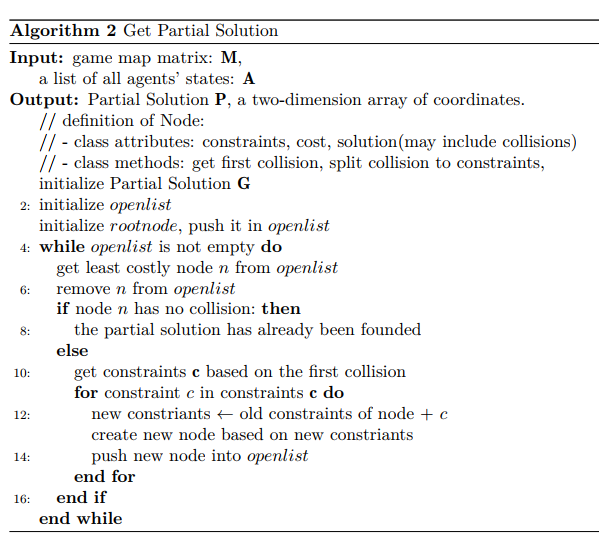 Algorithm 2 Get Partial Solution
Input: game map matrix: M,
a list of all agents' states: A
Output: Partial Solution P, a two-dimension array of coordinates.
// definition of Node:
// - class attributes: constraints, cost, solution(may include collisions)
// - class methods: get first collision, split collision to constraints,
initialize Partial Solution G
2: initialize openlist
initialize rootnode, push it in openlist
4: while openlist is not empty do
get least costly node n from openlist
6: remove n from openlist
if node n has no collision: then
8: the partial solution has already been founded
else
10: get constraints c based on the first collision
for constraint c in constraints c do
12: new constriants ← old constraints of node + c
create new node based on new constriants
14: push new node into openlist
end for
16: end if
end while